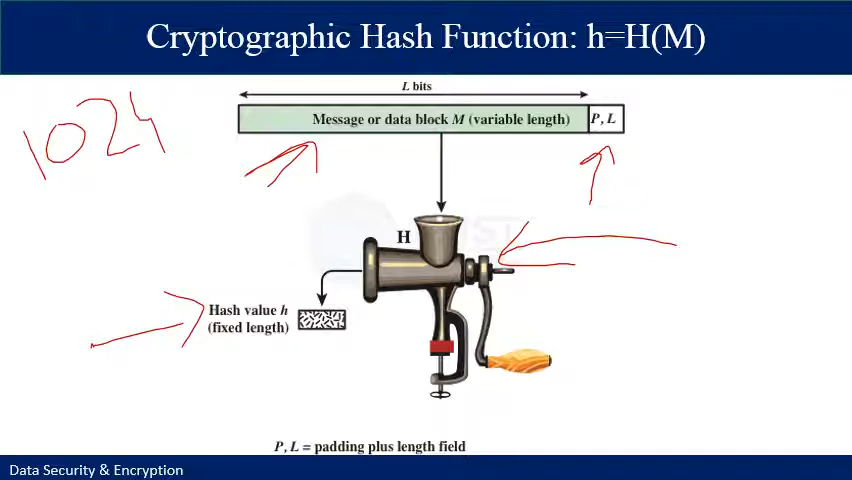 Cryptographic Hash Function: h=H(M)
L bits
1024
Message or data block M (variable length)
P, L
H
Hash value h
(fixed length)
P, L = padding plus length field
Data Security & Encryption